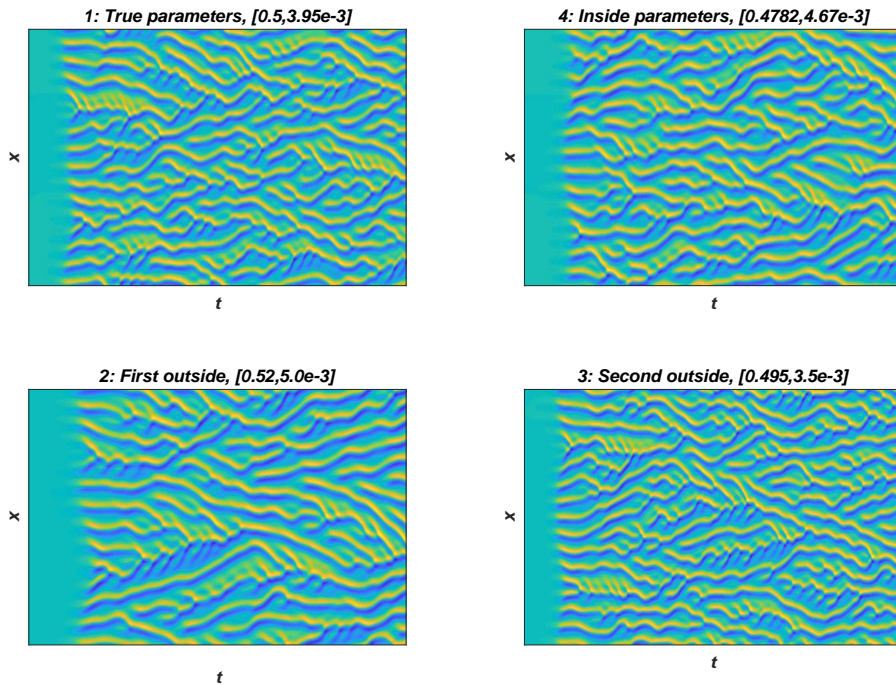 1: True parameters, [0.5,3.95e-3]
x
t
4: Inside parameters, [0.4782,4.67e-3]
x
t
2: First outside, [0.52,5.0e-3]
x
t
3: Second outside, [0.495,3.5e-3]
x
t